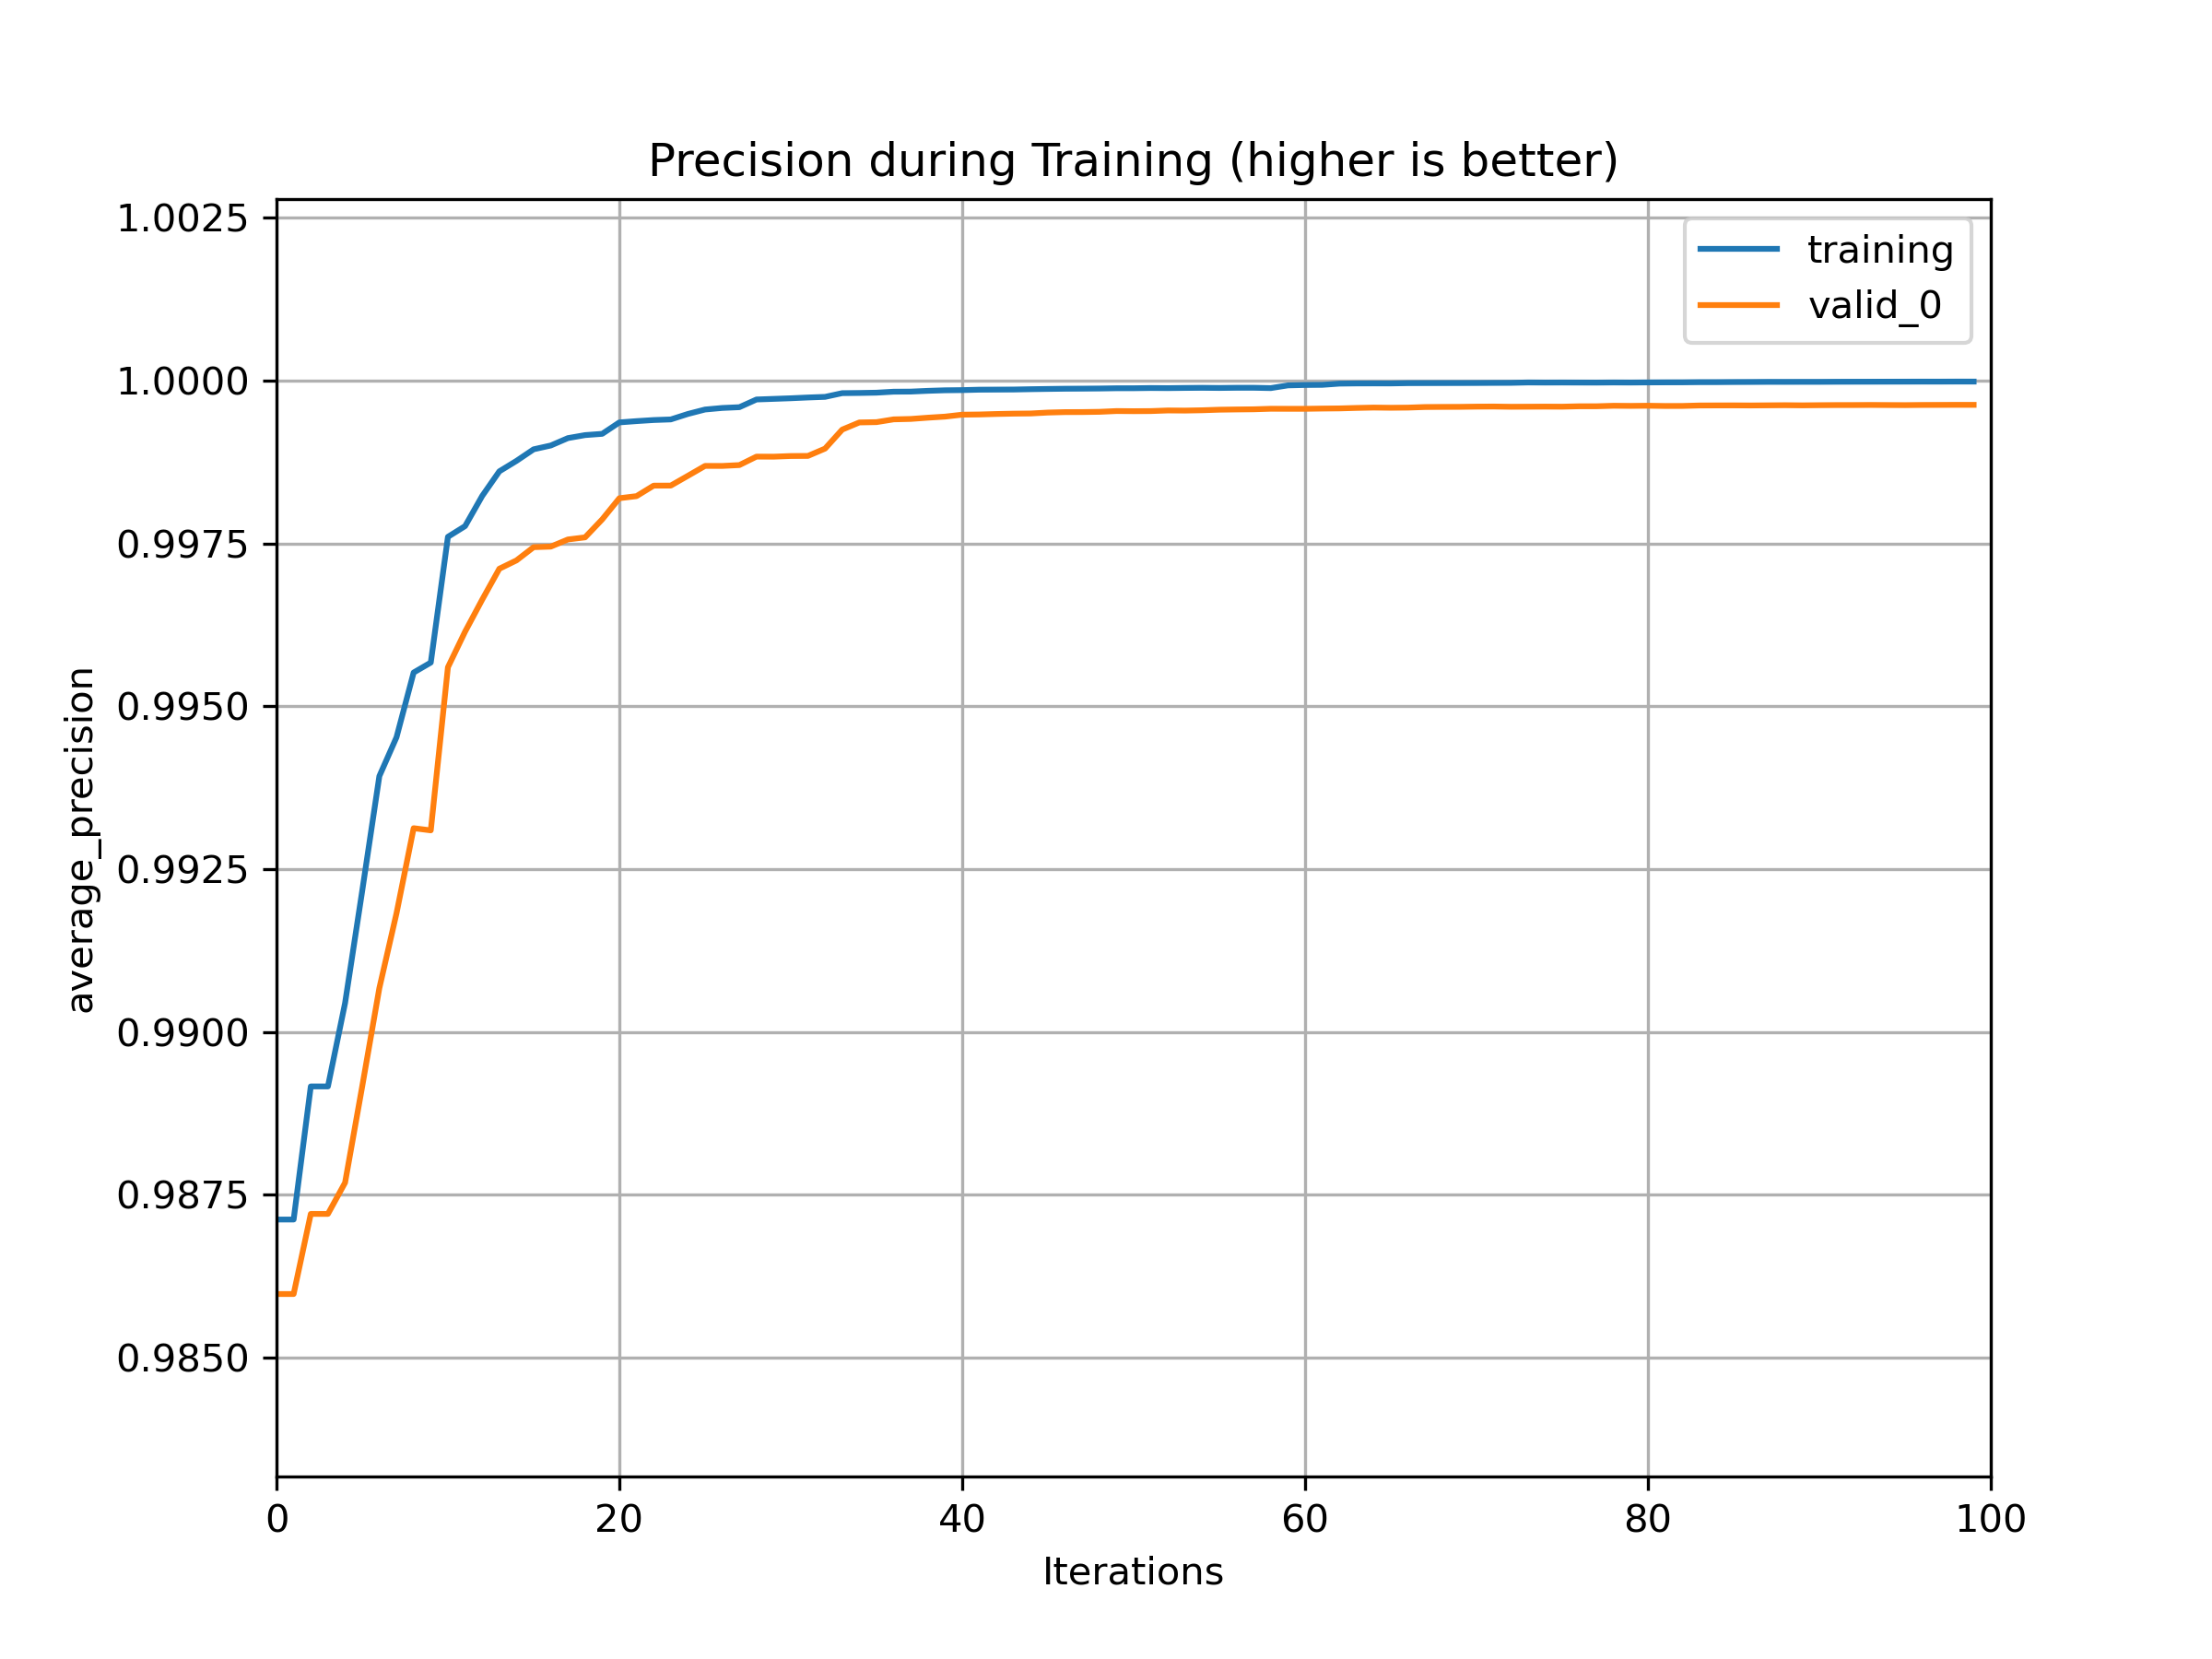 Precision during Training (higher is better)
1.0025
1.0000
0.9975
0.9950
0.9925
0.9900
0.9875
0.9850
average_precision
training
valid_0
0 20 40 60 80 100
Iterations